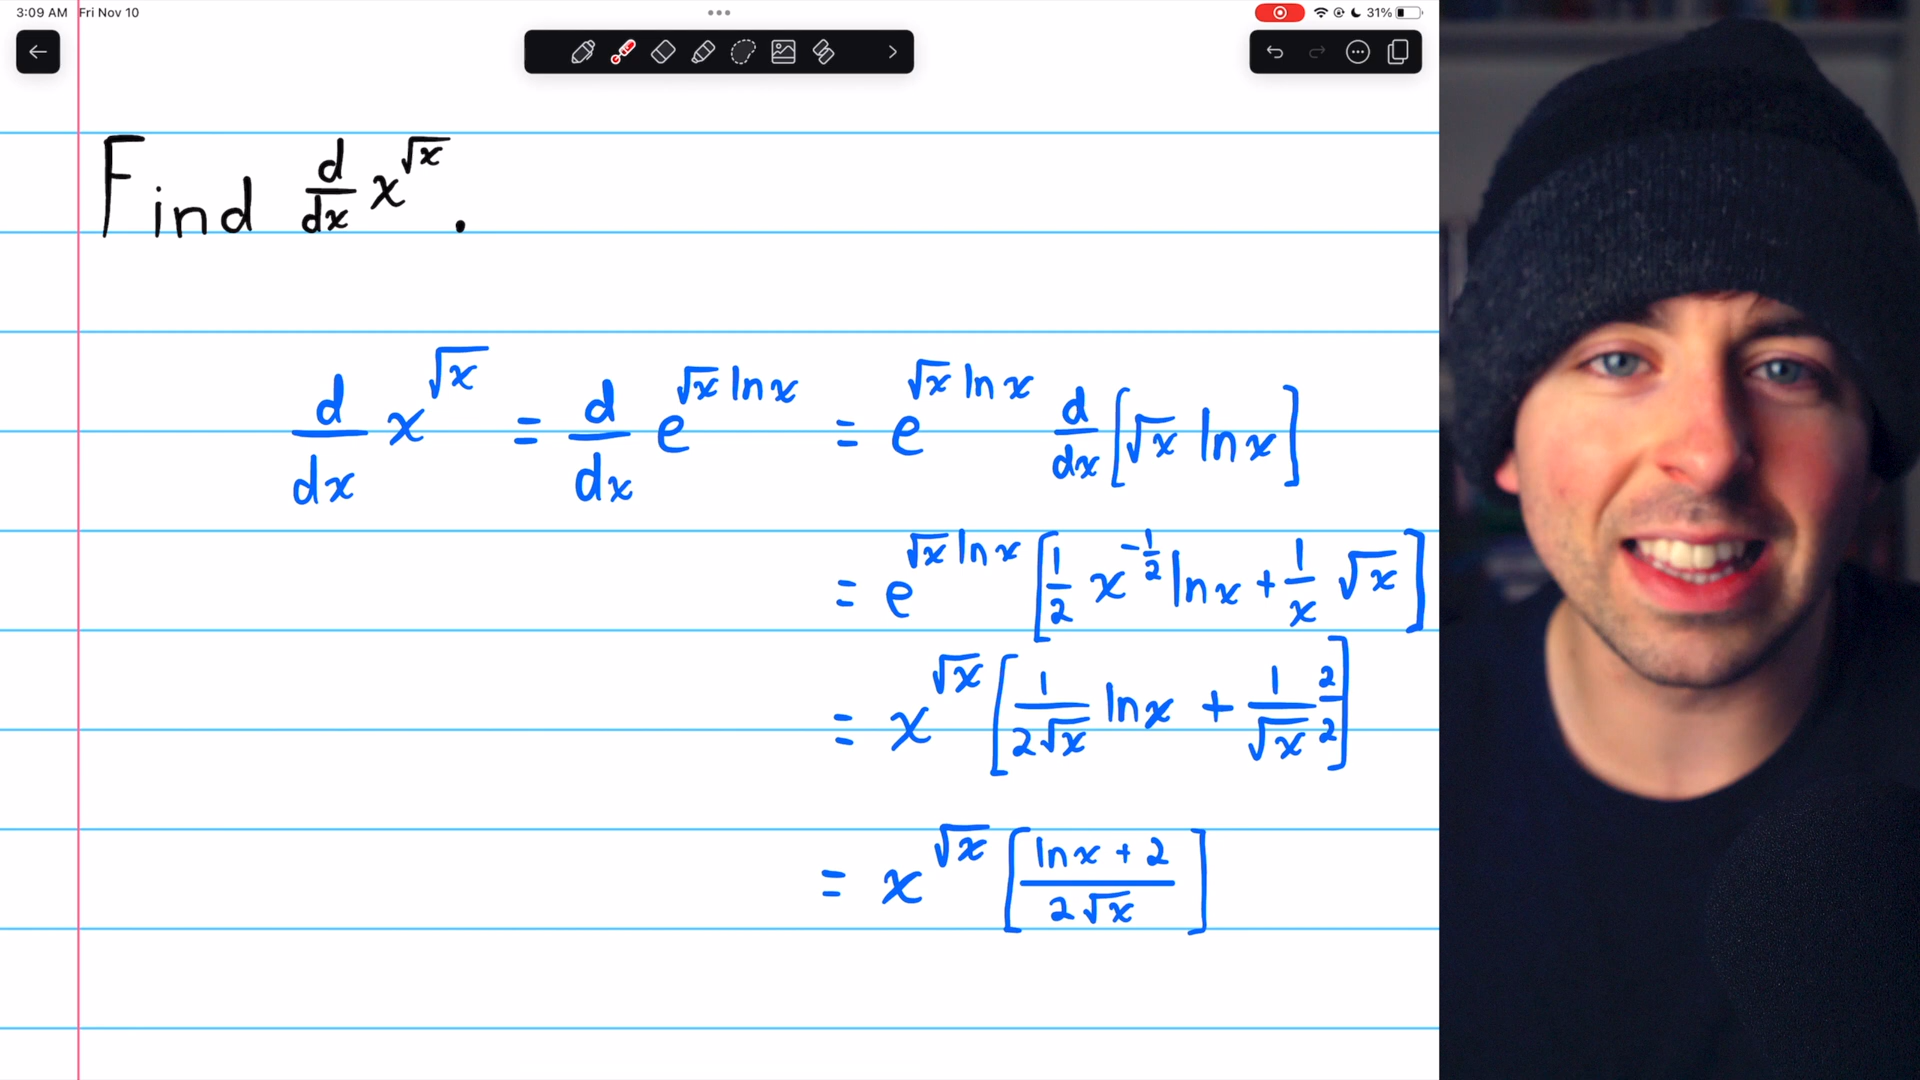 3:09 AM Fri Nov 10
31%
Find d/dx x^√x.
d/dx x^√x = d/dx e^√x ln x = e^√x ln x d/dx [√x ln x]
= e^√x ln x [1/2 x^-1/2 ln x + 1/x √x]
= x^√x [1/2√x ln x + 1/√x 2/2]
= x^√x [ln x + 2 / 2√x]